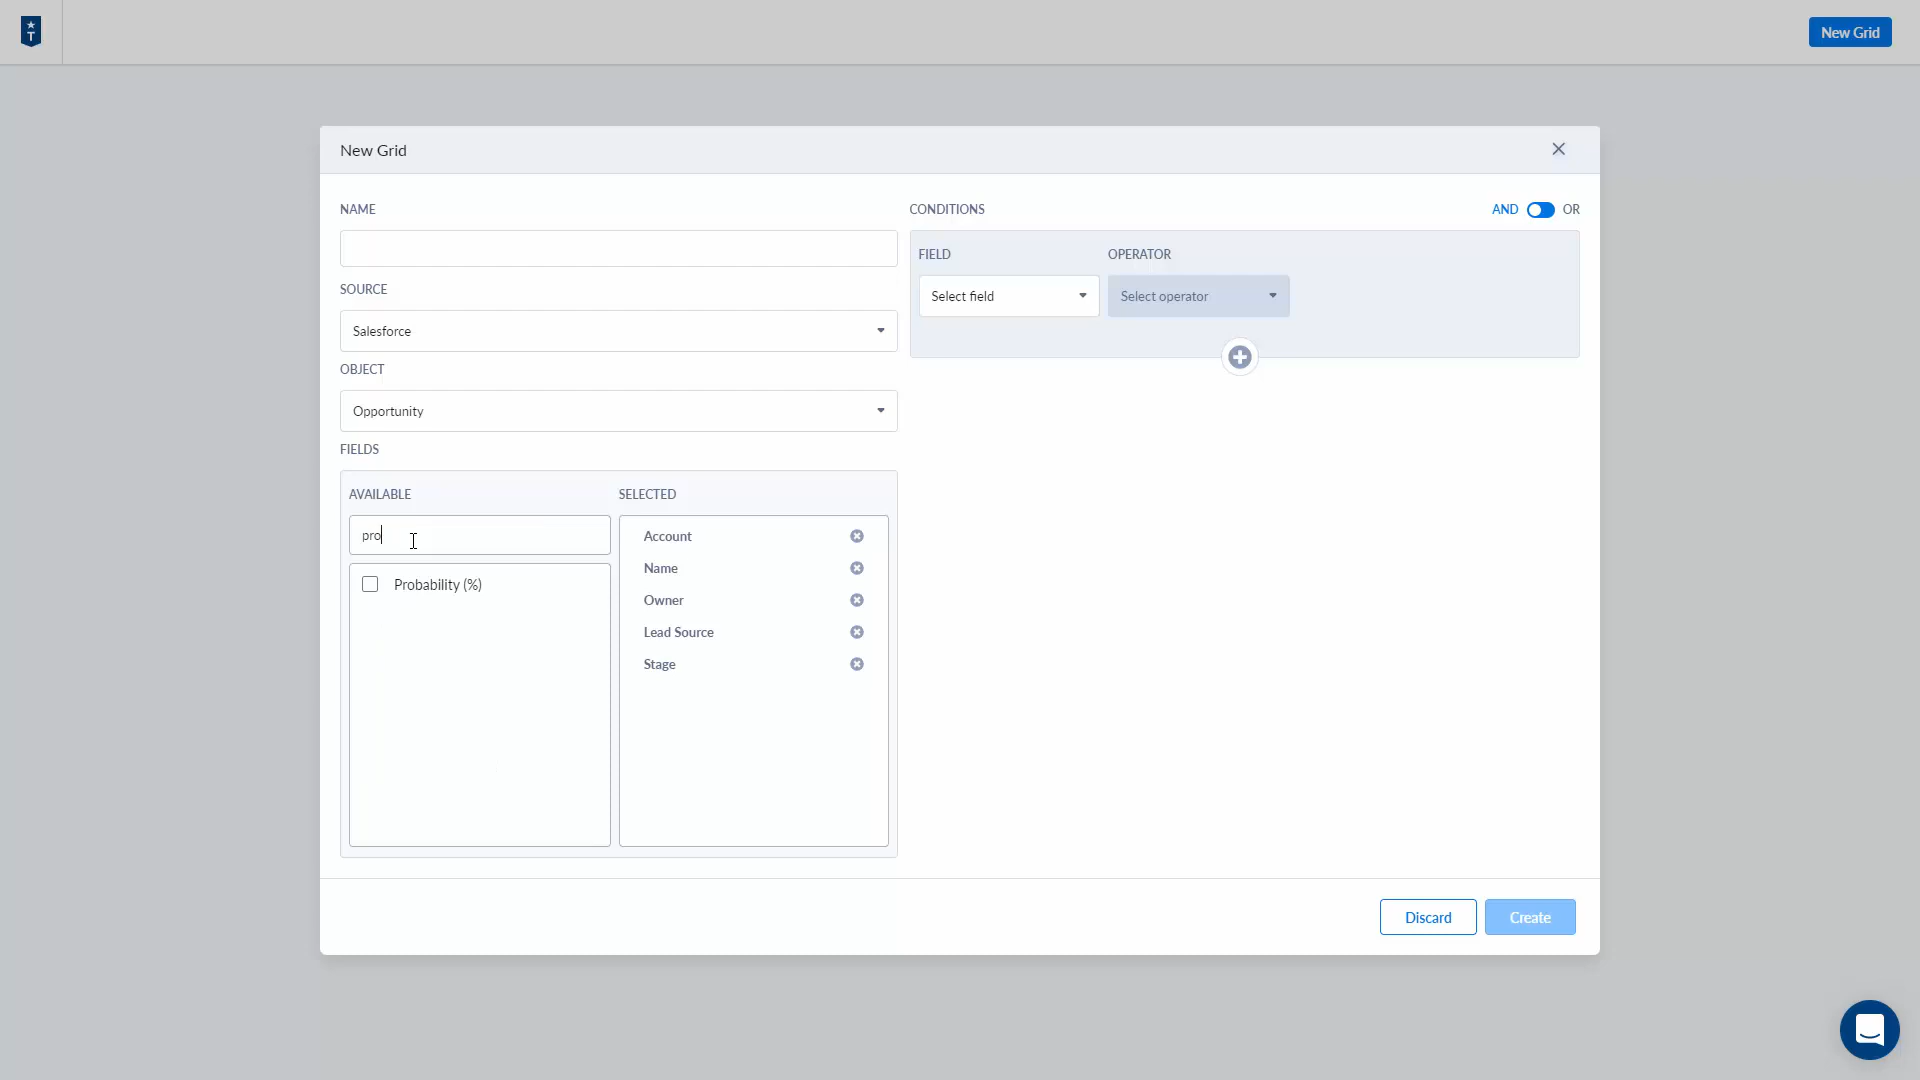 T
New Grid
New Grid
NAME
CONDITIONS
AND OR
FIELD
OPERATOR
Select field
Select operator
SOURCE
Salesforce
OBJECT
Opportunity
FIELDS
AVAILABLE
SELECTED
pro
Probability (%)
Account
Name
Owner
Lead Source
Stage
Discard
Create